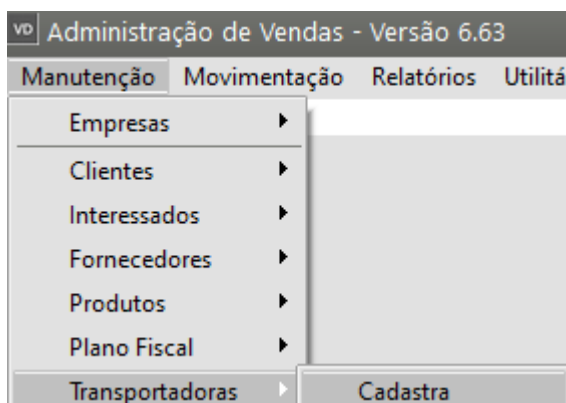 VD Administração de Vendas - Versão 6.63
Manutenção Movimentação Relatórios Utilitá
Empresas
Clientes
Interessados
Fornecedores
Produtos
Plano Fiscal
Transportadoras Cadastra